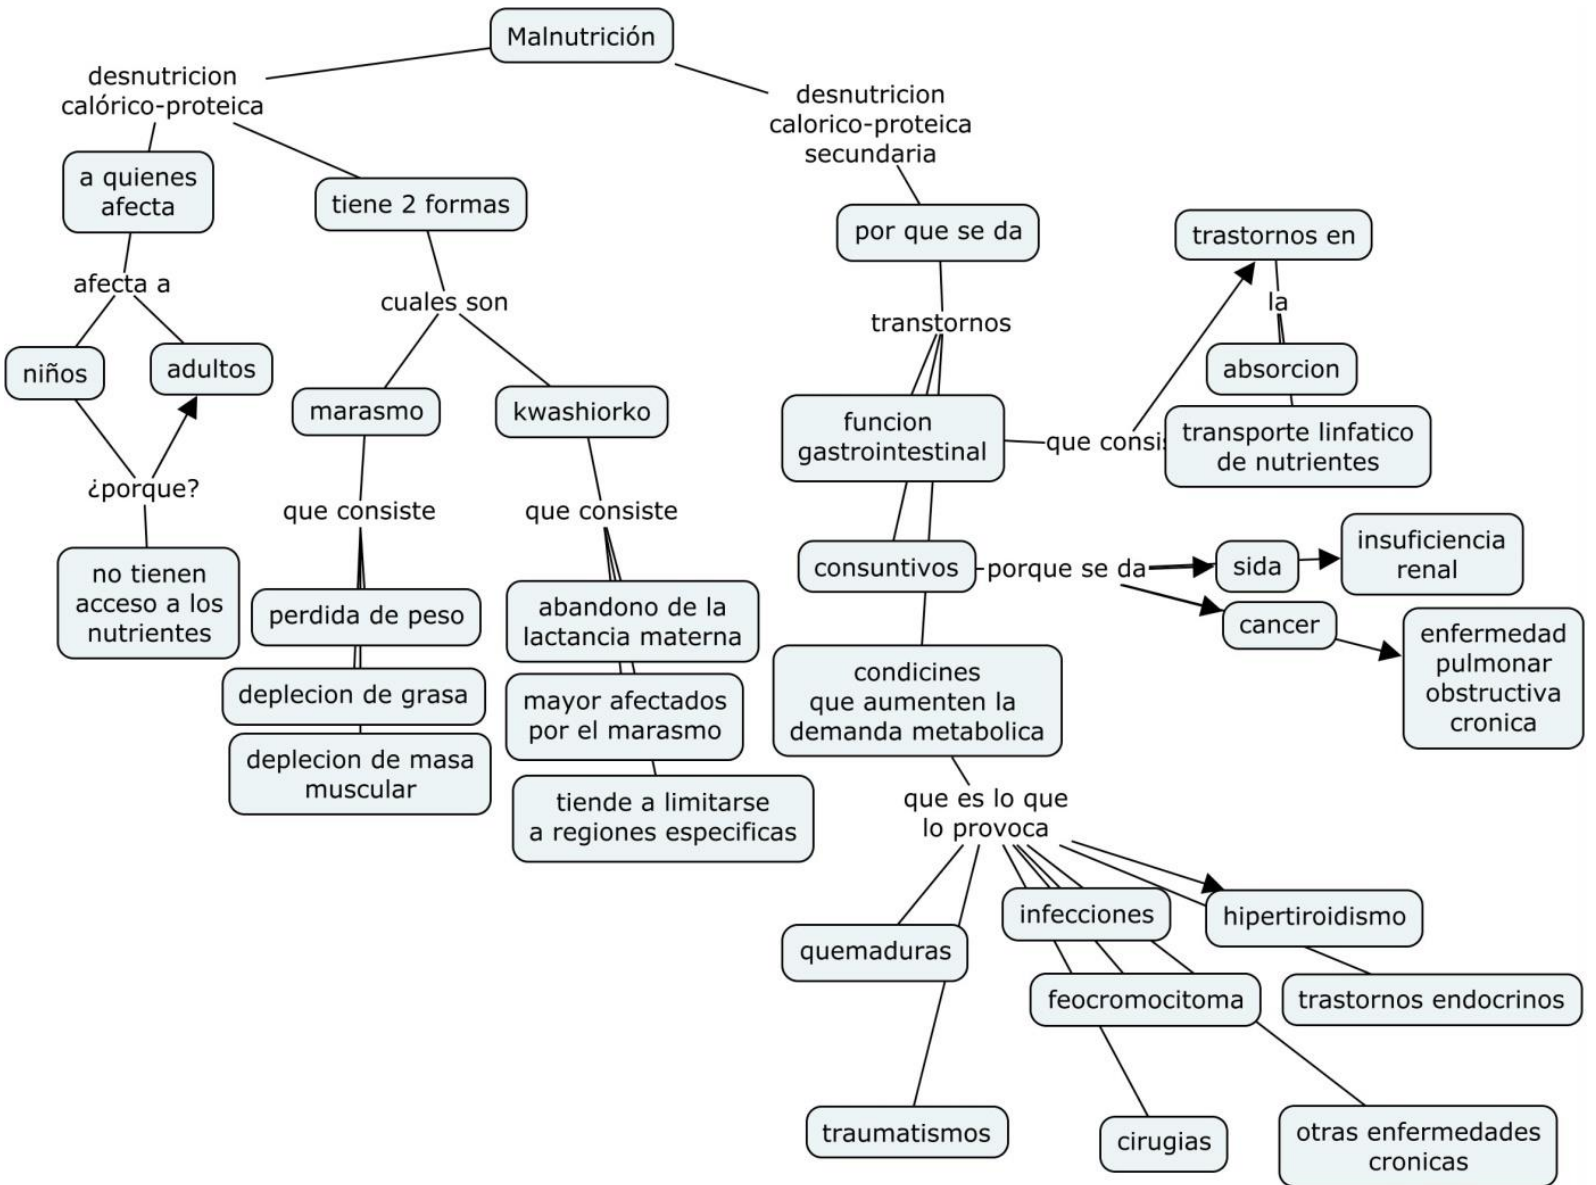 Malnutrición
desnutricion
calórico-proteica
desnutricion
calorico-proteica
secundaria
a quienes
afecta
tiene 2 formas
por que se da
trastornos en
afecta a
cuales son
transtornos
la
niños
adultos
marasmo
kwashiorko
funcion
gastrointestinal
absorcion
que consis
transporte linfatico
de nutrientes
¿porque?
que consiste
que consiste
no tienen
acceso a los
nutrientes
perdida de peso
deplecion de grasa
deplecion de masa
muscular
abandono de la
lactancia materna
mayor afectados
por el marasmo
tiende a limitarse
a regiones especificas
consuntivos
porque se da
sida
insuficiencia
renal
cancer
enfermedad
pulmonar
obstructiva
cronica
condicines
que aumenten la
demanda metabolica
que es lo que
lo provoca
quemaduras
infecciones
hipertiroidismo
feocromocitoma
trastornos endocrinos
traumatismos
cirugias
otras enfermedades
cronicas